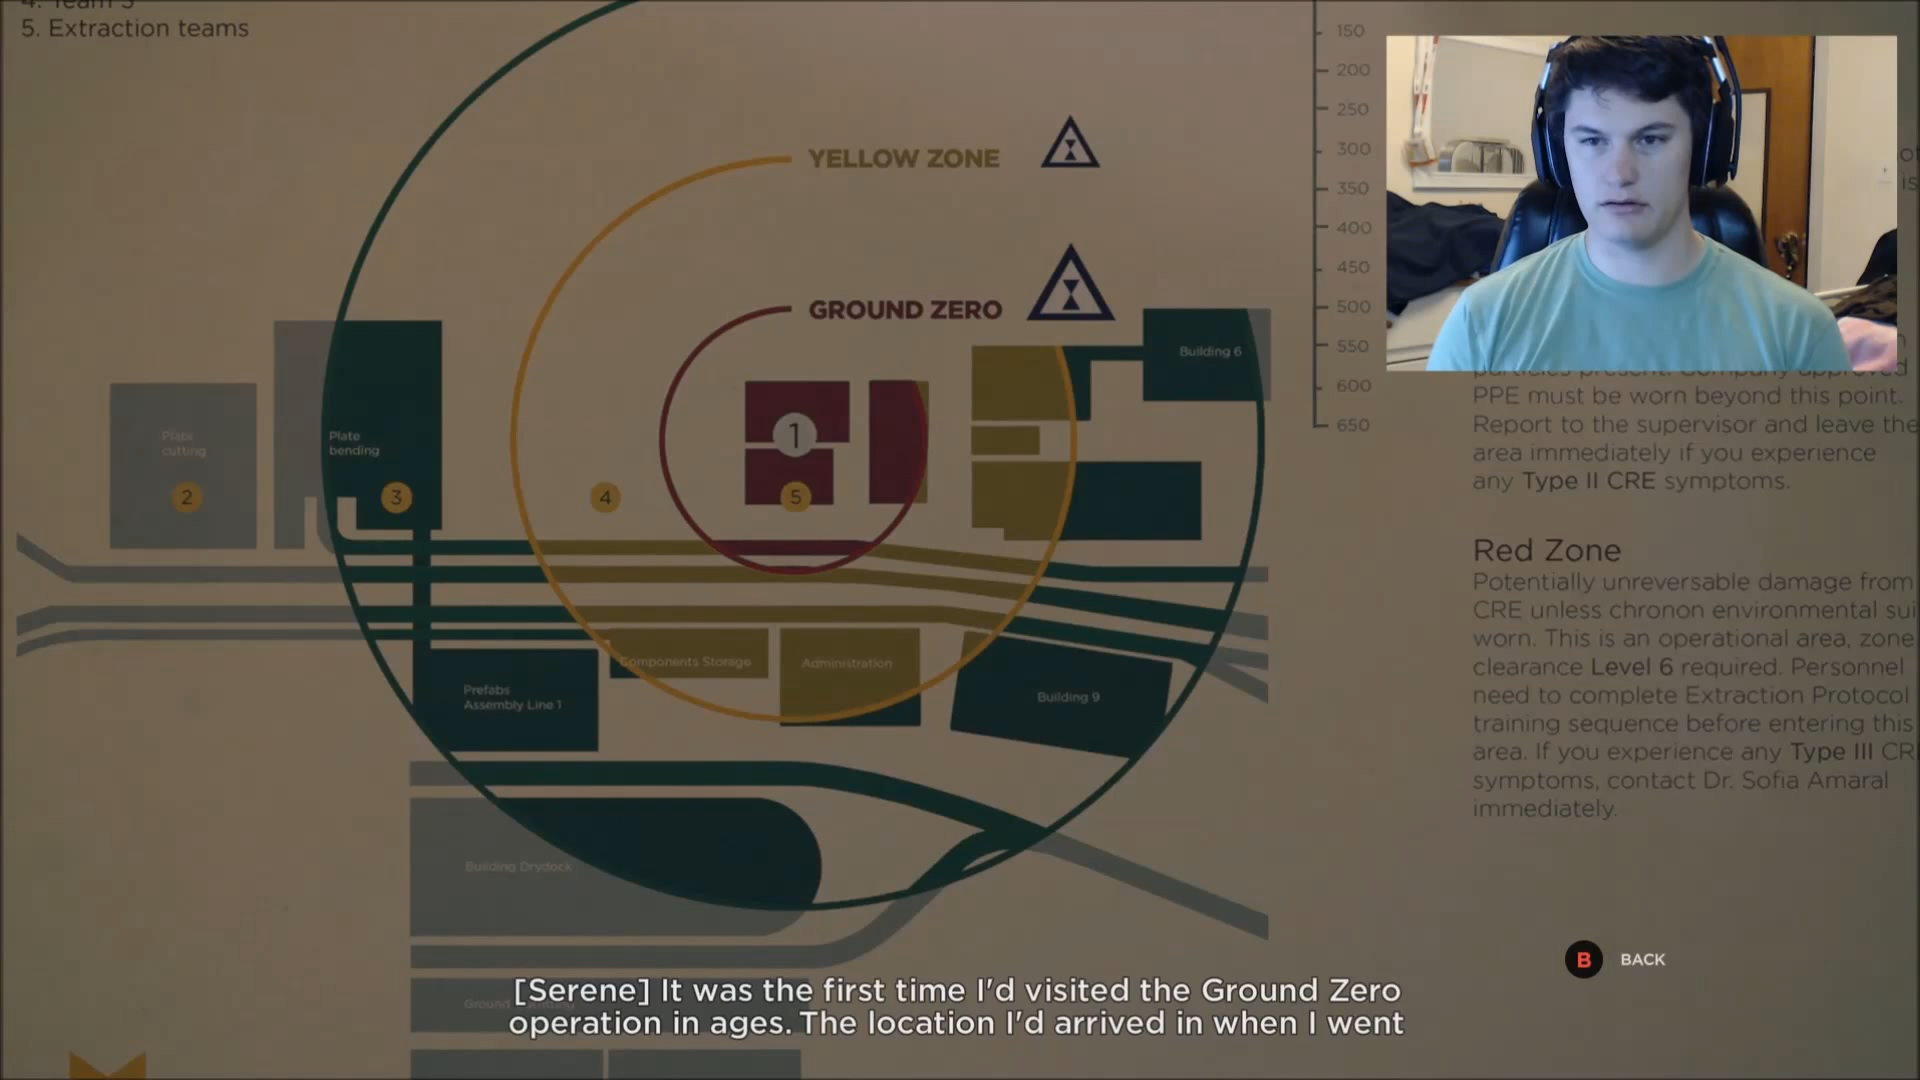 5. Extraction teams
150
200
250
300
350
400
450
500
550
600
650
YELLOW ZONE
GROUND ZERO
Building 6
1
Plate
cutting
2
Plate
bending
3
4
5
Components Storage
Administration
Prefabs
Assembly Line 1
Building 9
Building Drydock
Ground
PPE must be worn beyond this point.
Report to the supervisor and leave the
area immediately if you experience
any Type II CRE symptoms.
Red Zone
Potentially unreversable damage from
CRE unless chronon environmental sui
worn. This is an operational area, zone
clearance Level 6 required. Personnel
need to complete Extraction Protocol
training sequence before entering this
area. If you experience any Type III CR
symptoms, contact Dr. Sofia Amaral
immediately.
B BACK
[Serene] It was the first time I'd visited the Ground Zero
operation in ages. The location I'd arrived in when I went